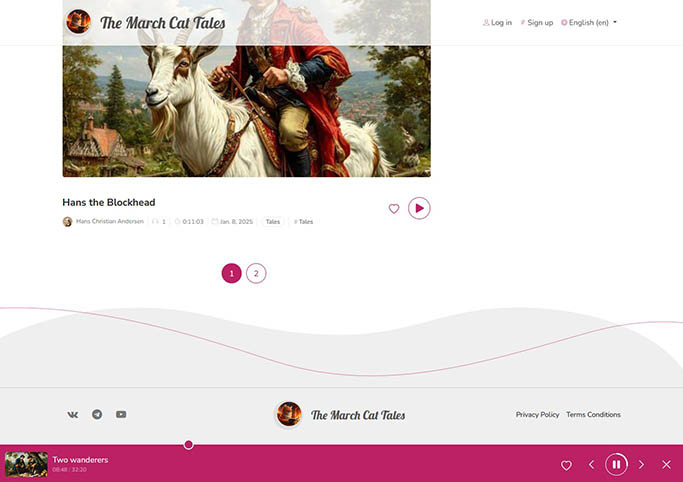 The March Cat Tales
Log in
Sign up
English (en)
Hans the Blockhead
Hans Christian Andersen
1
0:11:03
Jan. 8, 2025
Tales
# Tales
1
2
The March Cat Tales
Privacy Policy
Terms Conditions
Two wanderers
08:48 / 32:20